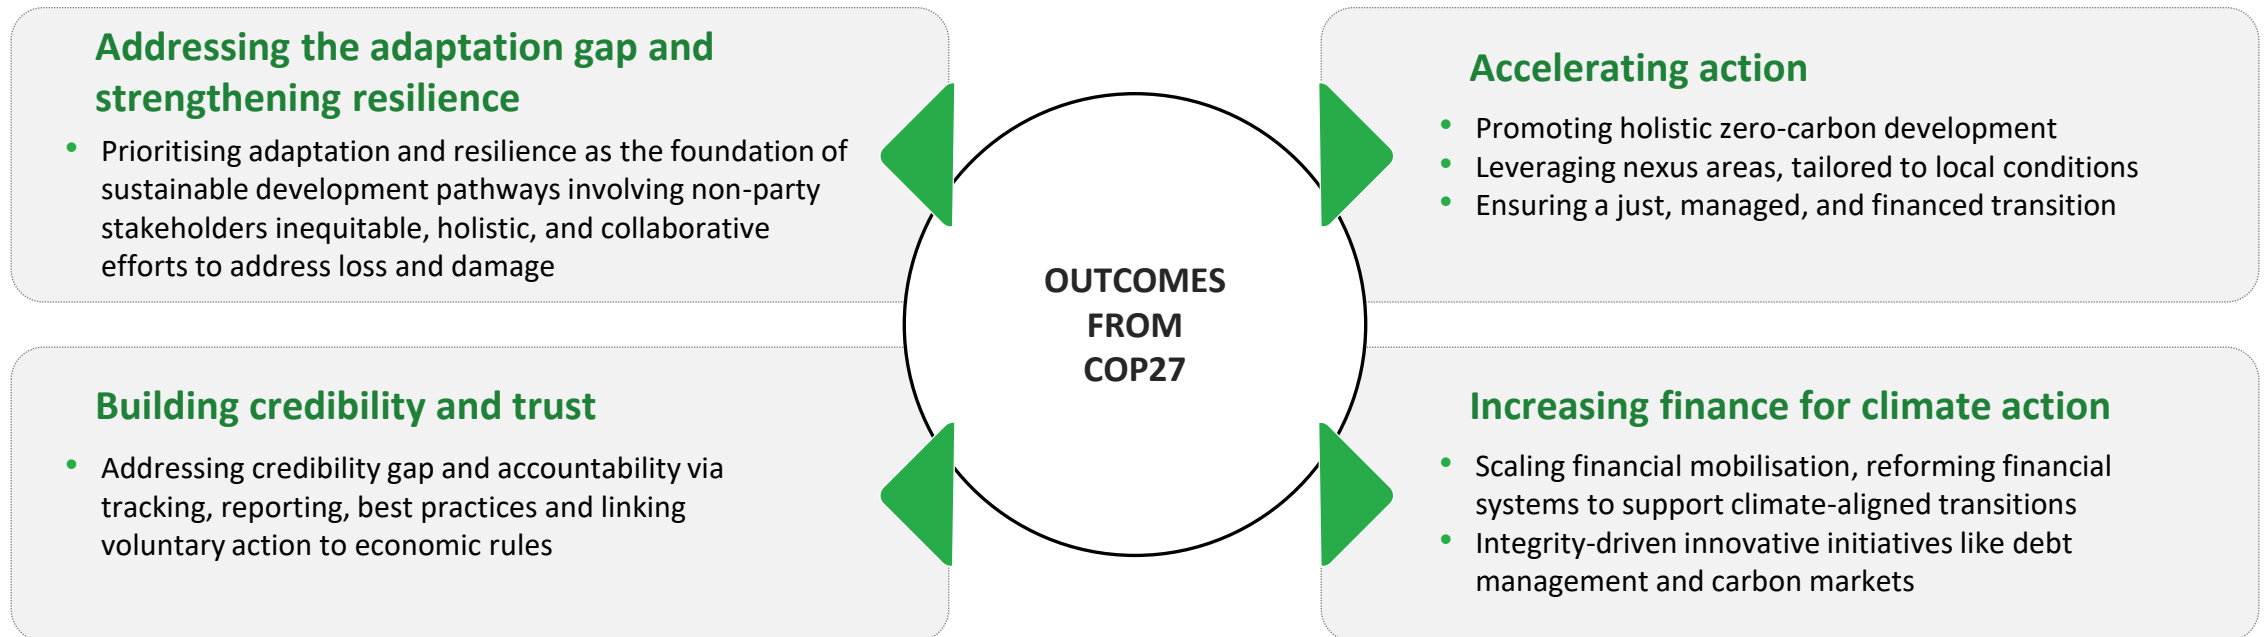 Addressing the adaptation gap and
strengthening resilience
• Prioritising adaptation and resilience as the foundation of
sustainable development pathways involving non-party
stakeholders inequitable, holistic, and collaborative
efforts to address loss and damage
Accelerating action
• Promoting holistic zero-carbon development
• Leveraging nexus areas, tailored to local conditions
• Ensuring a just, managed, and financed transition
OUTCOMES
FROM
COP27
Building credibility and trust
• Addressing credibility gap and accountability via
tracking, reporting, best practices and linking
voluntary action to economic rules
Increasing finance for climate action
• Scaling financial mobilisation, reforming financial
systems to support climate-aligned transitions
• Integrity-driven innovative initiatives like debt
management and carbon markets